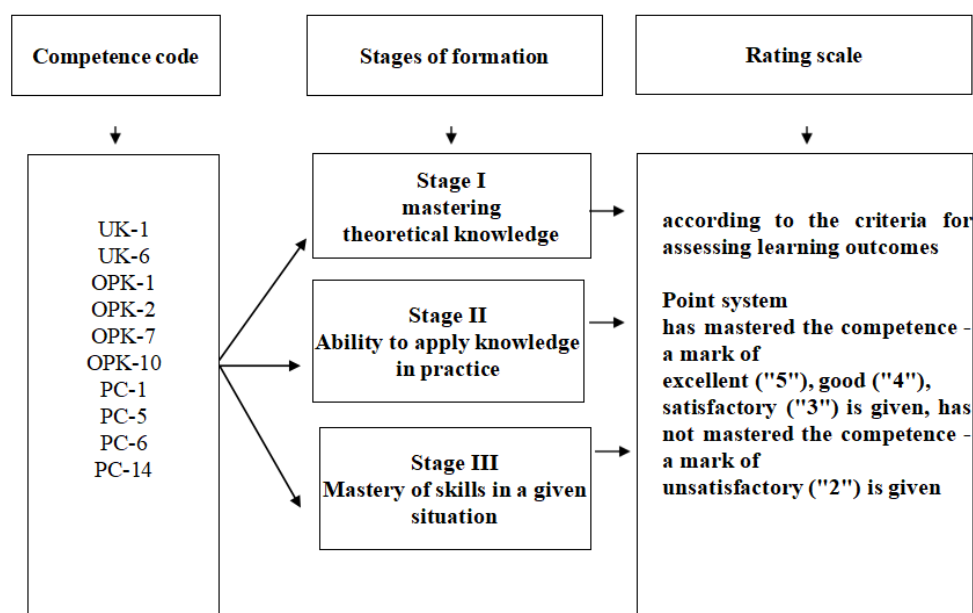 Competence code
Stages of formation
Rating scale
UK-1
UK-6
OPK-1
OPK-2
OPK-7
OPK-10
PC-1
PC-5
PC-6
PC-14
Stage I
mastering
theoretical knowledge
Stage II
Ability to apply knowledge
in practice
Stage III
Mastery of skills in a given
situation
according to the criteria for
assessing learning outcomes
Point system
has mastered the competence -
a mark of
excellent ("5"), good ("4"),
satisfactory ("3") is given, has
not mastered the competence -
a mark of
unsatisfactory ("2") is given